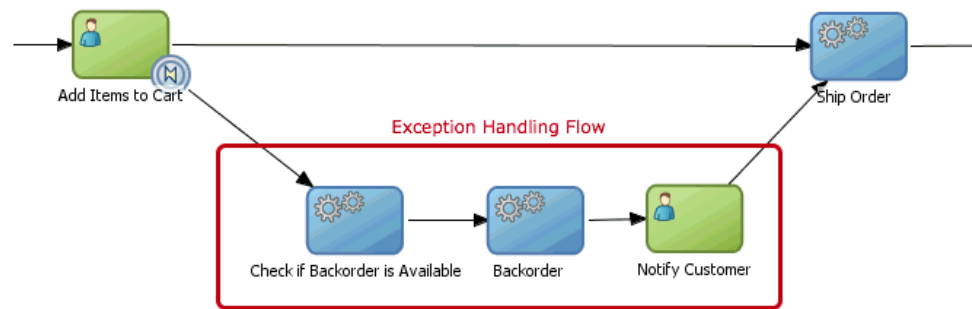 Add Items to Cart
Ship Order
Exception Handling Flow
Check if Backorder is Available
Backorder
Notify Customer